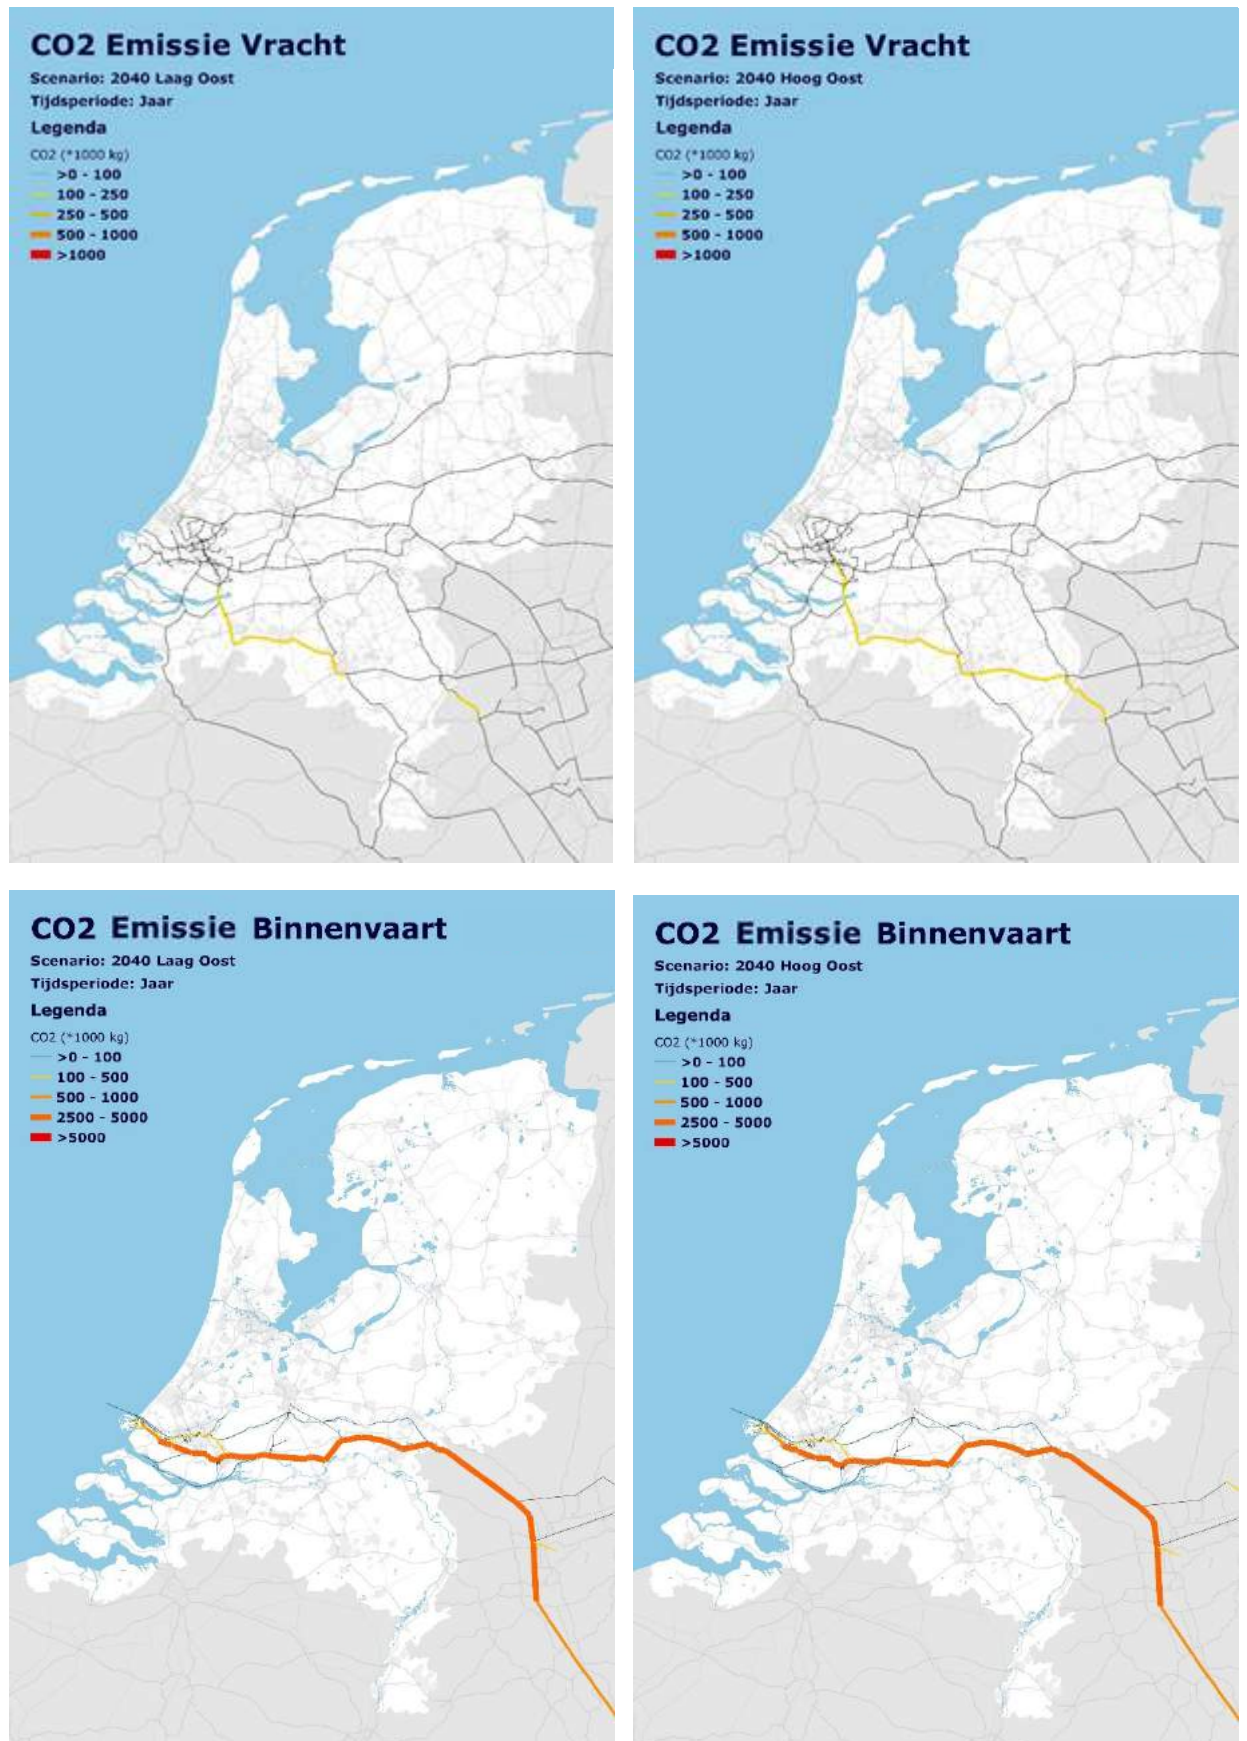 CO2 Emissie Vracht
Scenario: 2040 Laag Oost
Tijdsperiode: Jaar
Legenda
CO2 (*1000 kg)
>0 - 100
100 - 250
250 - 500
500 - 1000
>1000
CO2 Emissie Vracht
Scenario: 2040 Hoog Oost
Tijdsperiode: Jaar
Legenda
CO2 (*1000 kg)
>0 - 100
100 - 250
250 - 500
500 - 1000
>1000
CO2 Emissie Binnenvaart
Scenario: 2040 Laag Oost
Tijdsperiode: Jaar
Legenda
CO2 (*1000 kg)
>0 - 100
100 - 500
500 - 1000
2500 - 5000
>5000
CO2 Emissie Binnenvaart
Scenario: 2040 Hoog Oost
Tijdsperiode: Jaar
Legenda
CO2 (*1000 kg)
>0 - 100
100 - 500
500 - 1000
2500 - 5000
>5000